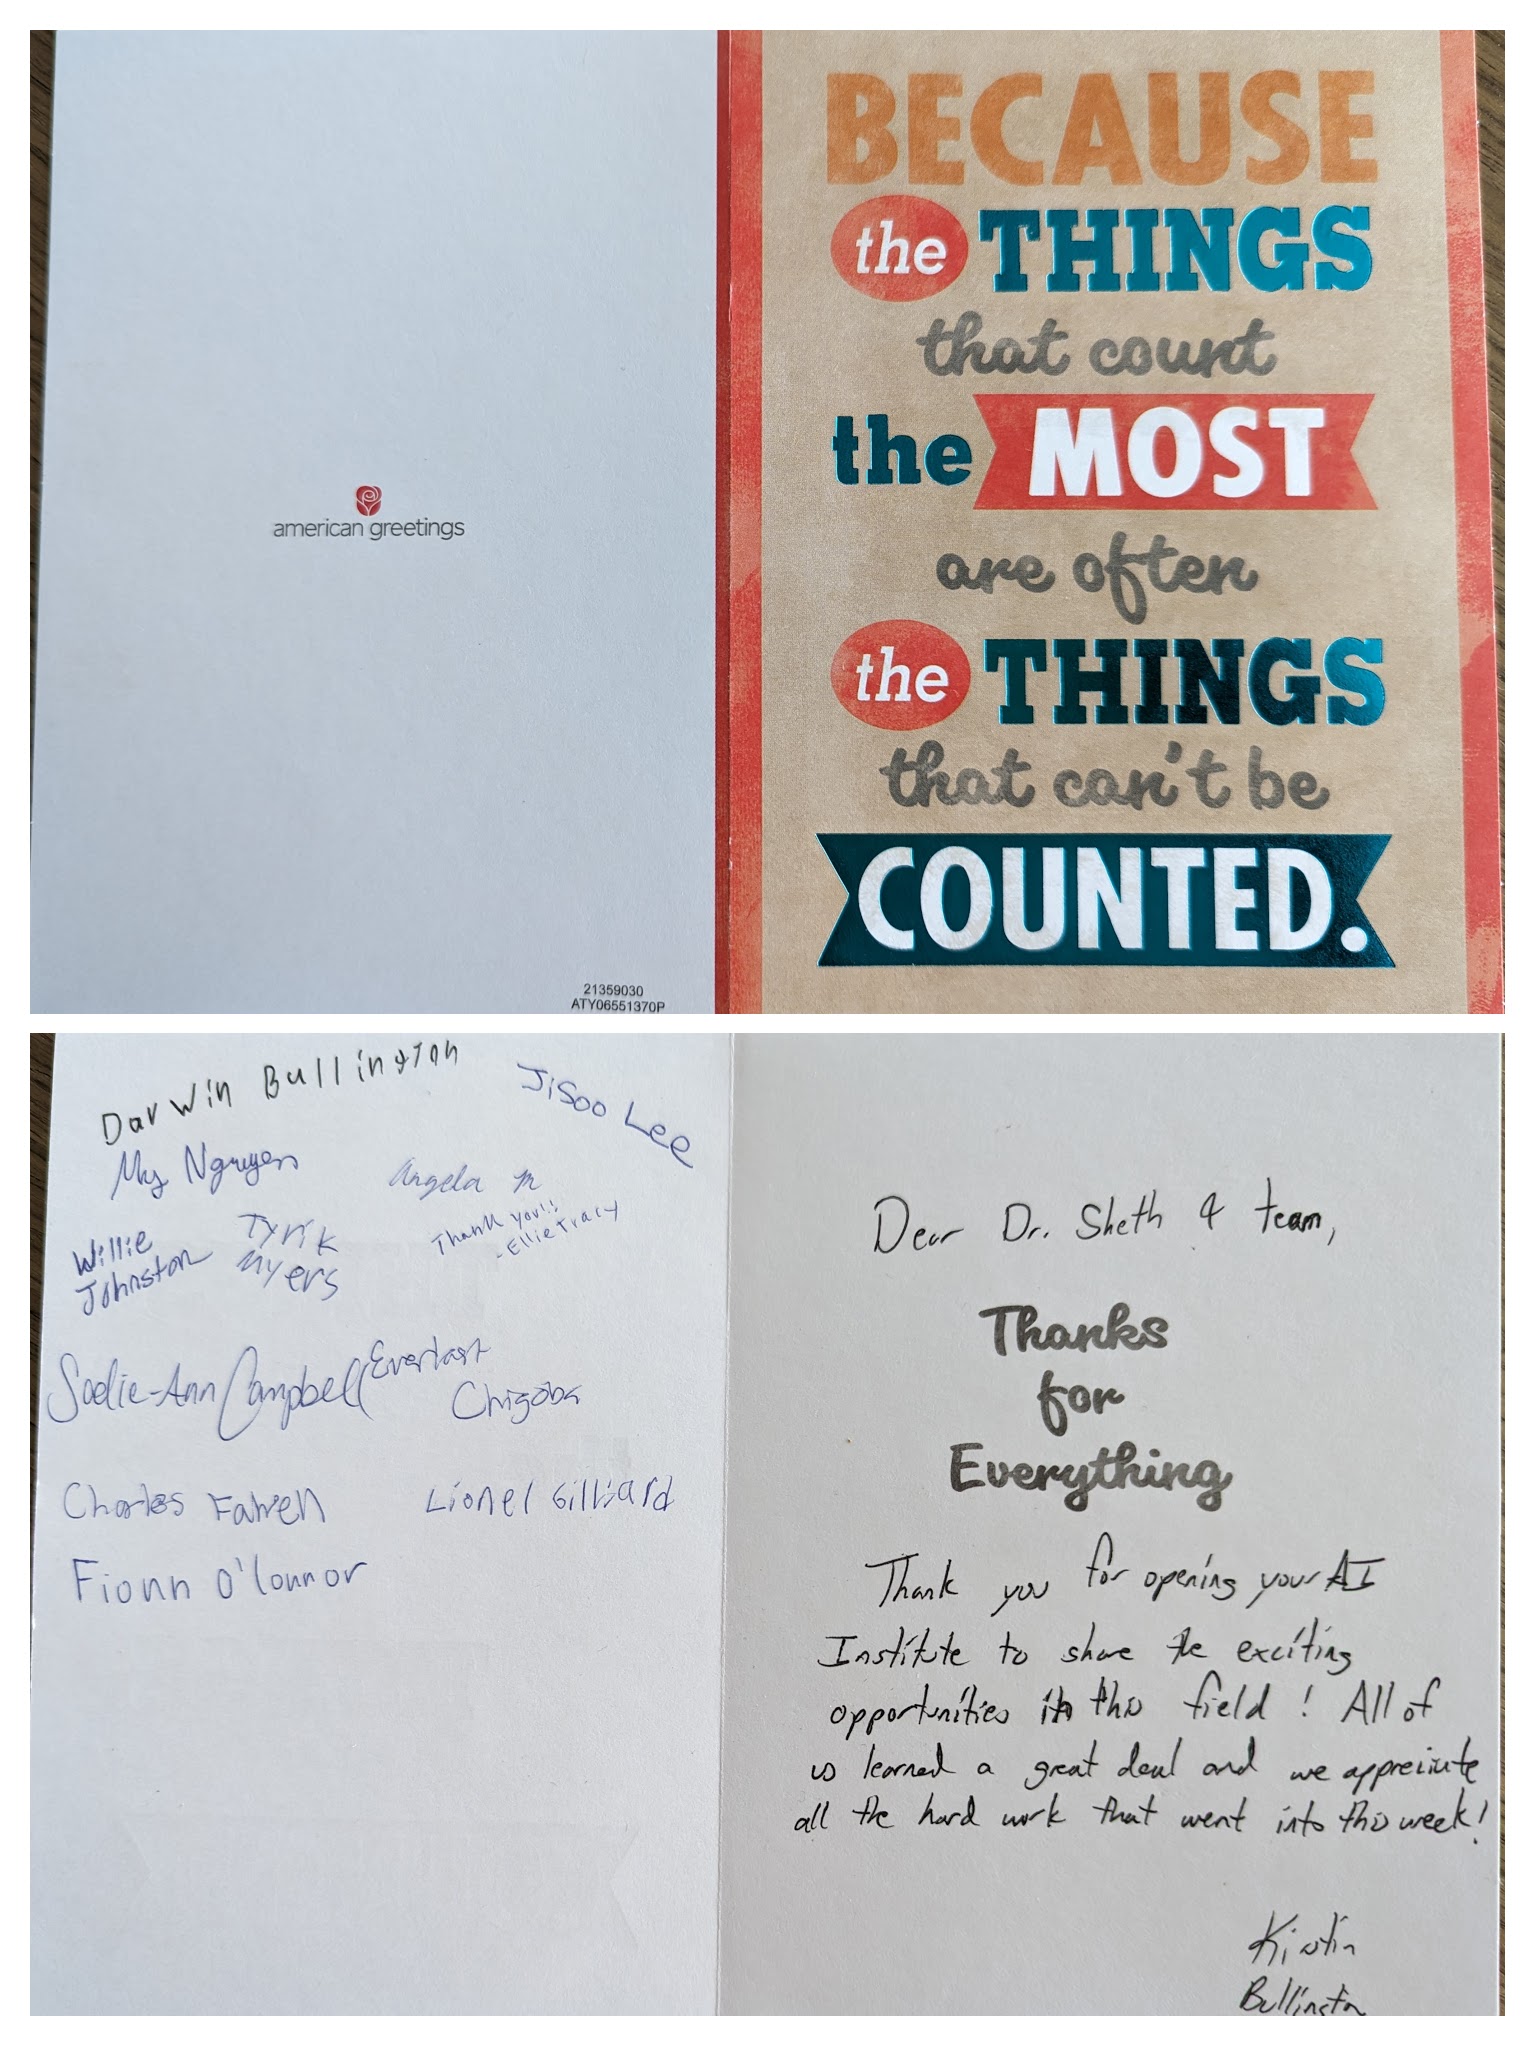 american greetings
21359030
ATY06551370P
BECAUSE
the THINGS
that count
the MOST
are often
the THINGS
that can't be
COUNTED.
Darwin Bullington
JiSoo Lee
My Nguyen
Angela M
Willie
Johnston
Tyrik
Myers
Thank you!!
- Ellie Tracy
Sadie-Ann Campbell
Everlast
Chigoba
Charles
Lionel Gilliard
Fionn O'Connor
Dear Dr. Sheth & team,
Thanks
for
Everything
Thank you for opening your AI
Institute to share the exciting
opportunities in this field! All of
us learned a great deal and we appreciate
all the hard work that went into this week!
Kirstin
Bullington